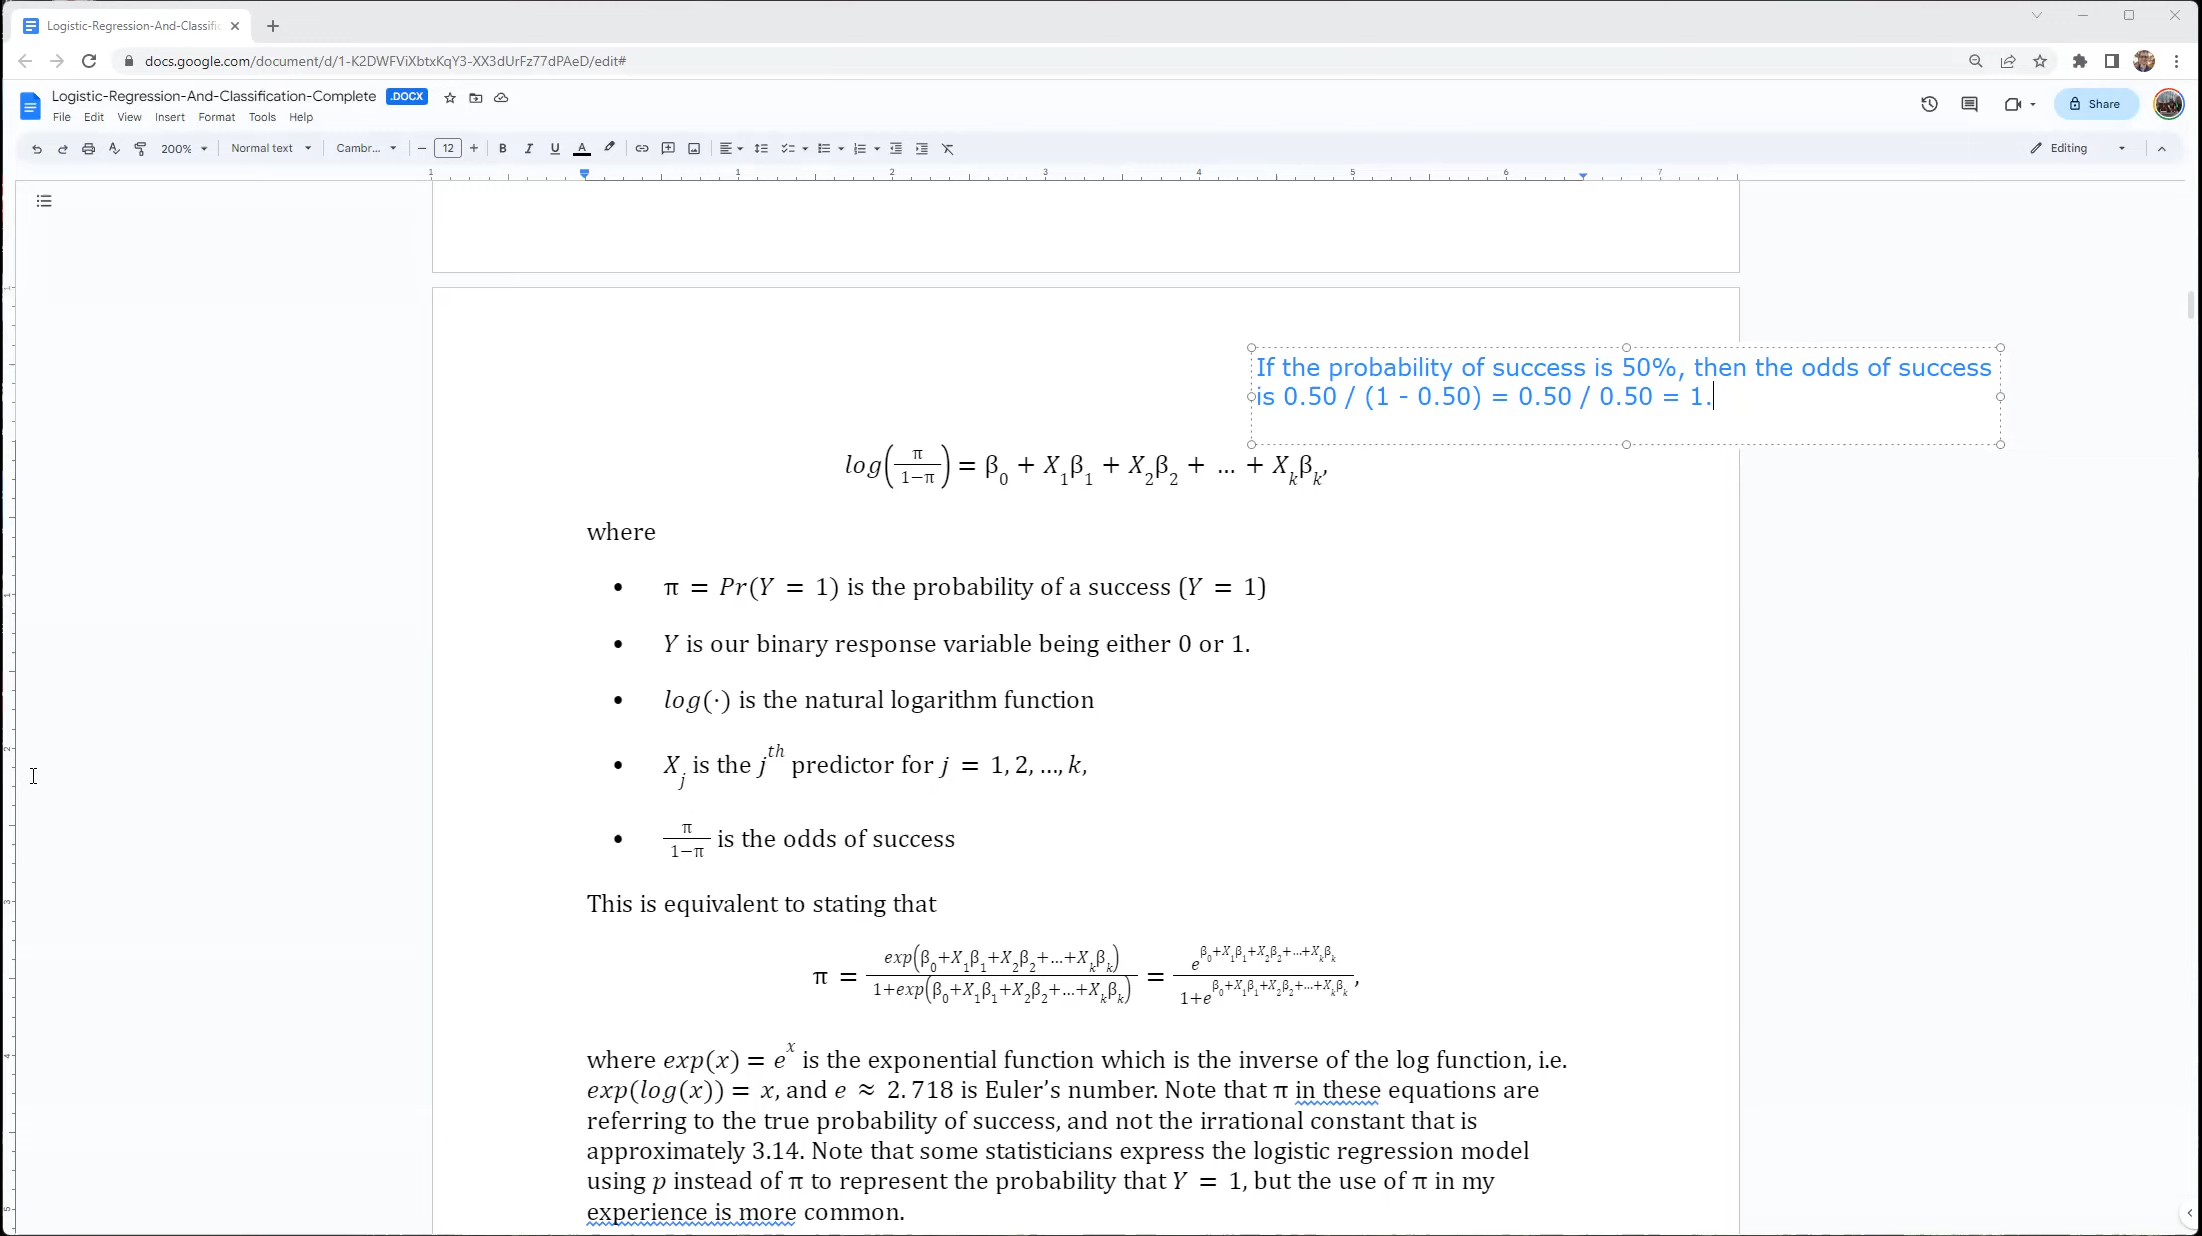 Logistic-Regression-And-Classific
docs.google.com/document/d/1-K2DWFViXbtxKqY3-XX3dUrFz77dPAeD/edit#
Logistic-Regression-And-Classification-Complete .DOCX
Share
File Edit View Insert Format Tools Help
200% Normal text Cambr... − 12 + B I U A Editing
1 1 2 3 4 5 6 7
If the probability of success is 50%, then the odds of success
is 0.50 / (1 - 0.50) = 0.50 / 0.50 = 1.
log(π/(1−π)) = β₀ + X₁β₁ + X₂β₂ + ... + Xₖβₖ,
where
• π = Pr(Y = 1) is the probability of a success (Y = 1)
• Y is our binary response variable being either 0 or 1.
• log(·) is the natural logarithm function
• Xⱼ is the j^th predictor for j = 1, 2, ..., k,
• π/(1−π) is the odds of success
This is equivalent to stating that
π = exp(β₀+X₁β₁+X₂β₂+...+Xₖβₖ)/(1+exp(β₀+X₁β₁+X₂β₂+...+Xₖβₖ)) = e^(β₀+X₁β₁+X₂β₂+...+Xₖβₖ)/(1+e^(β₀+X₁β₁+X₂β₂+...+Xₖβₖ)),
where exp(x) = e^x is the exponential function which is the inverse of the log function, i.e.
exp(log(x)) = x, and e ≈ 2.718 is Euler’s number. Note that π in these equations are
referring to the true probability of success, and not the irrational constant that is
approximately 3.14. Note that some statisticians express the logistic regression model
using p instead of π to represent the probability that Y = 1, but the use of π in my
experience is more common.